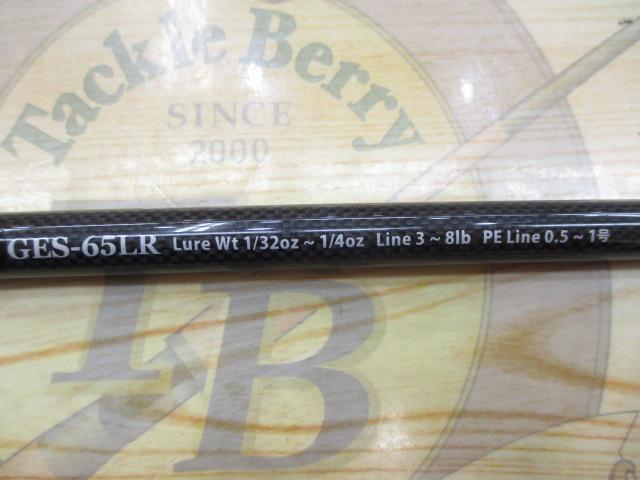 Tackle Berry
SINCE
2000
GES-65LR Lure Wt 1/32oz ~ 1/4oz Line 3 ~ 8lb PE Line 0.5 ~ 1号
TB